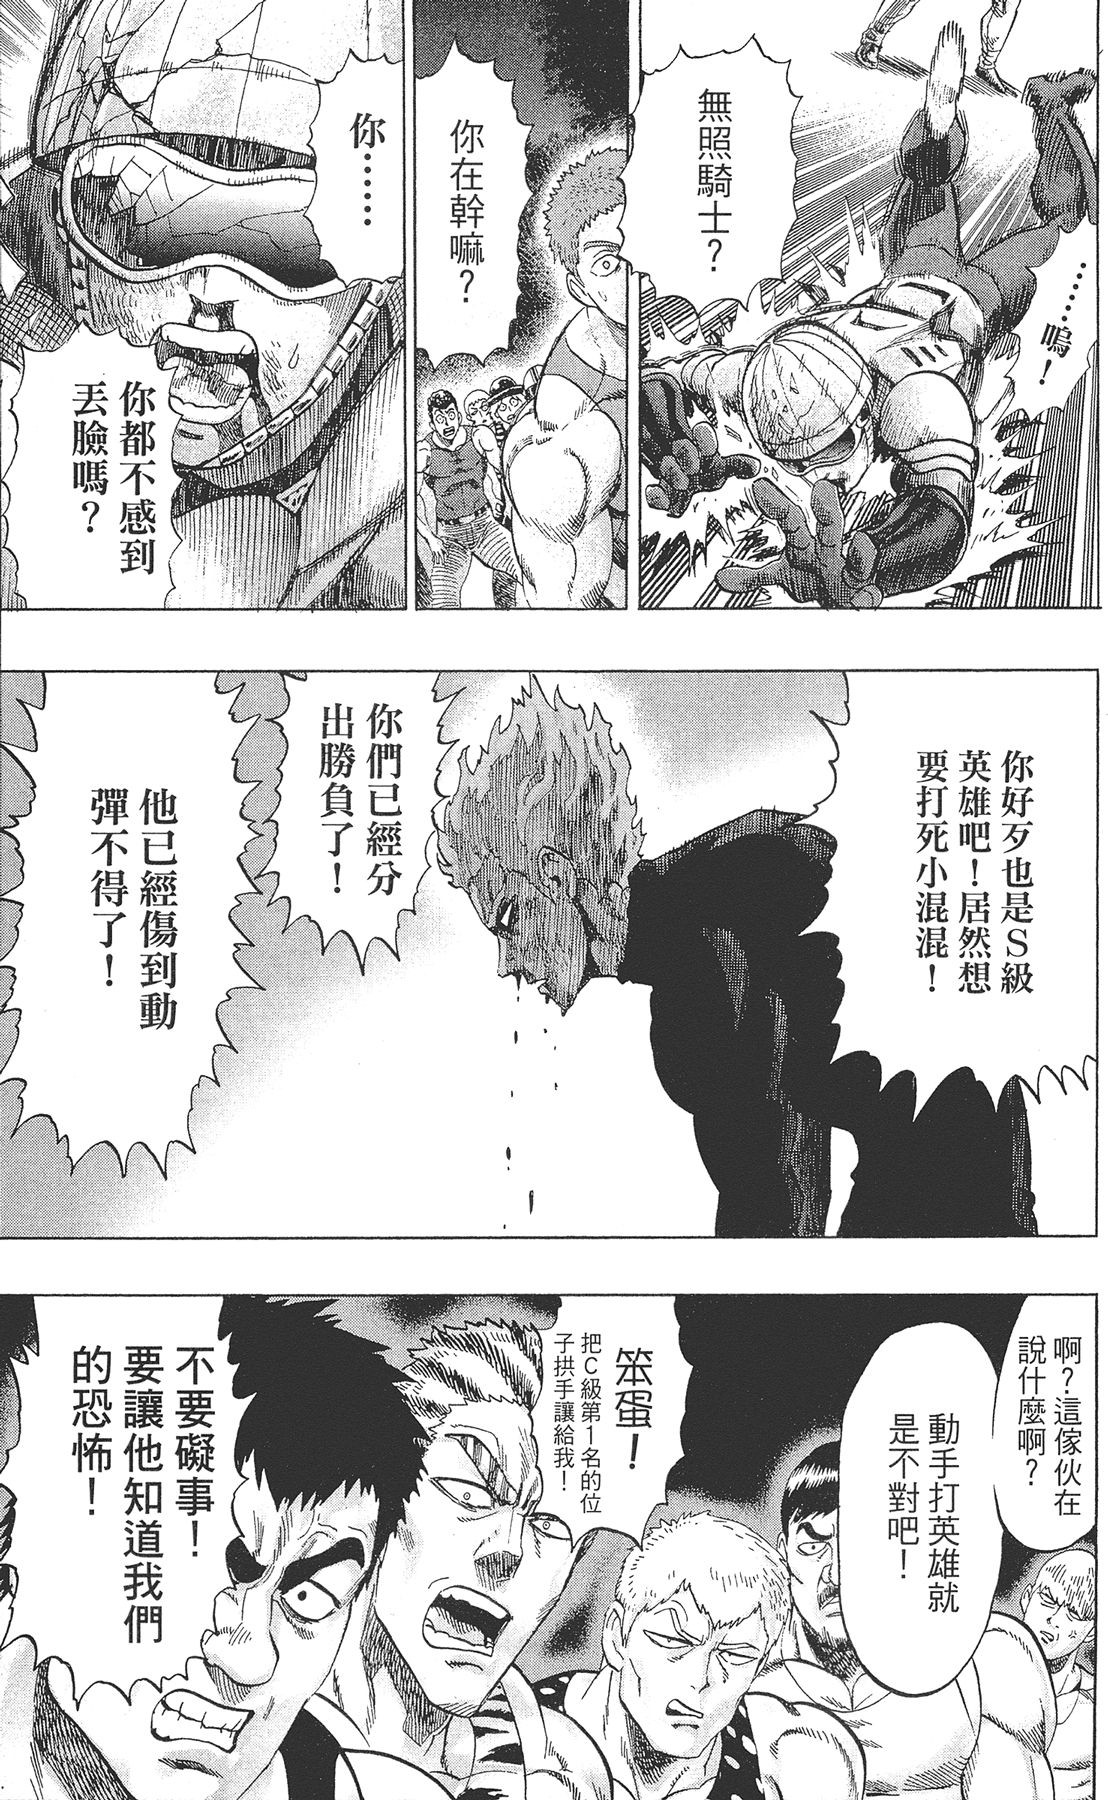 ……嗚！
無照騎士？
你在幹嘛？
你……
你都不感到
丟臉嗎？
你好歹也是S級
英雄吧！居然想
要打死小混混！
你們已經分
出勝負了！
他已經傷到動
彈不得了！
啊？這傢伙在
說什麼啊？
動手打英雄就
是不對吧！
笨蛋！
把C級第1名的位
子拱手讓給我！
不要礙事！
要讓他知道我們
的恐怖！